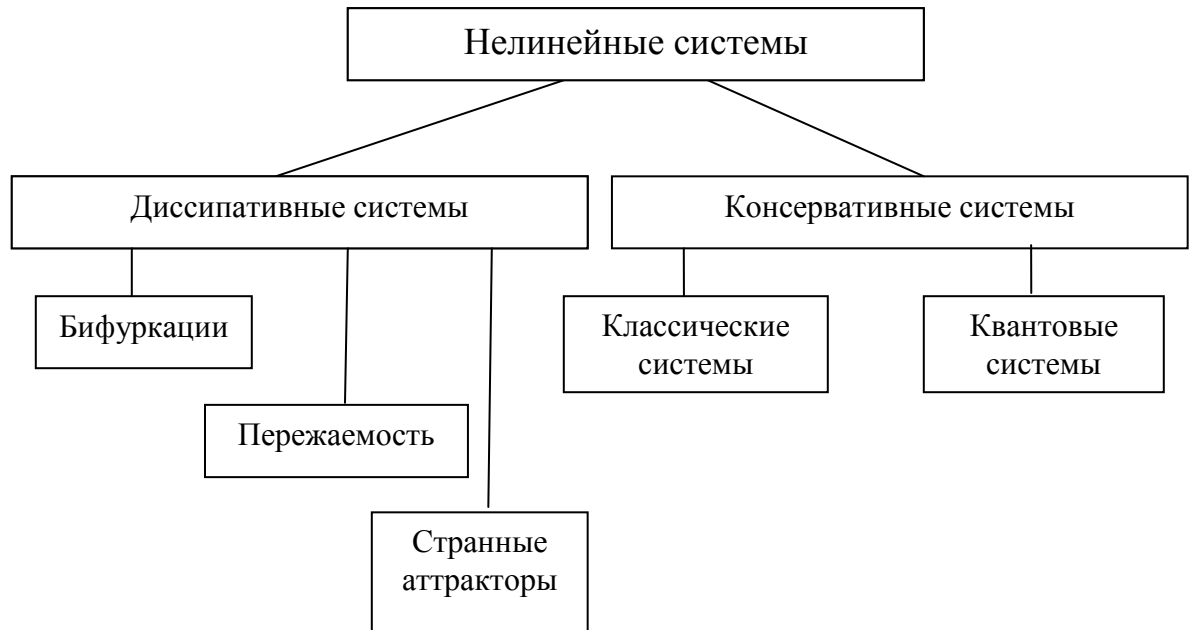 Нелинейные системы
Диссипативные системы
Консервативные системы
Бифуркации
Классические
системы
Квантовые
системы
Пережаемость
Странные
аттракторы